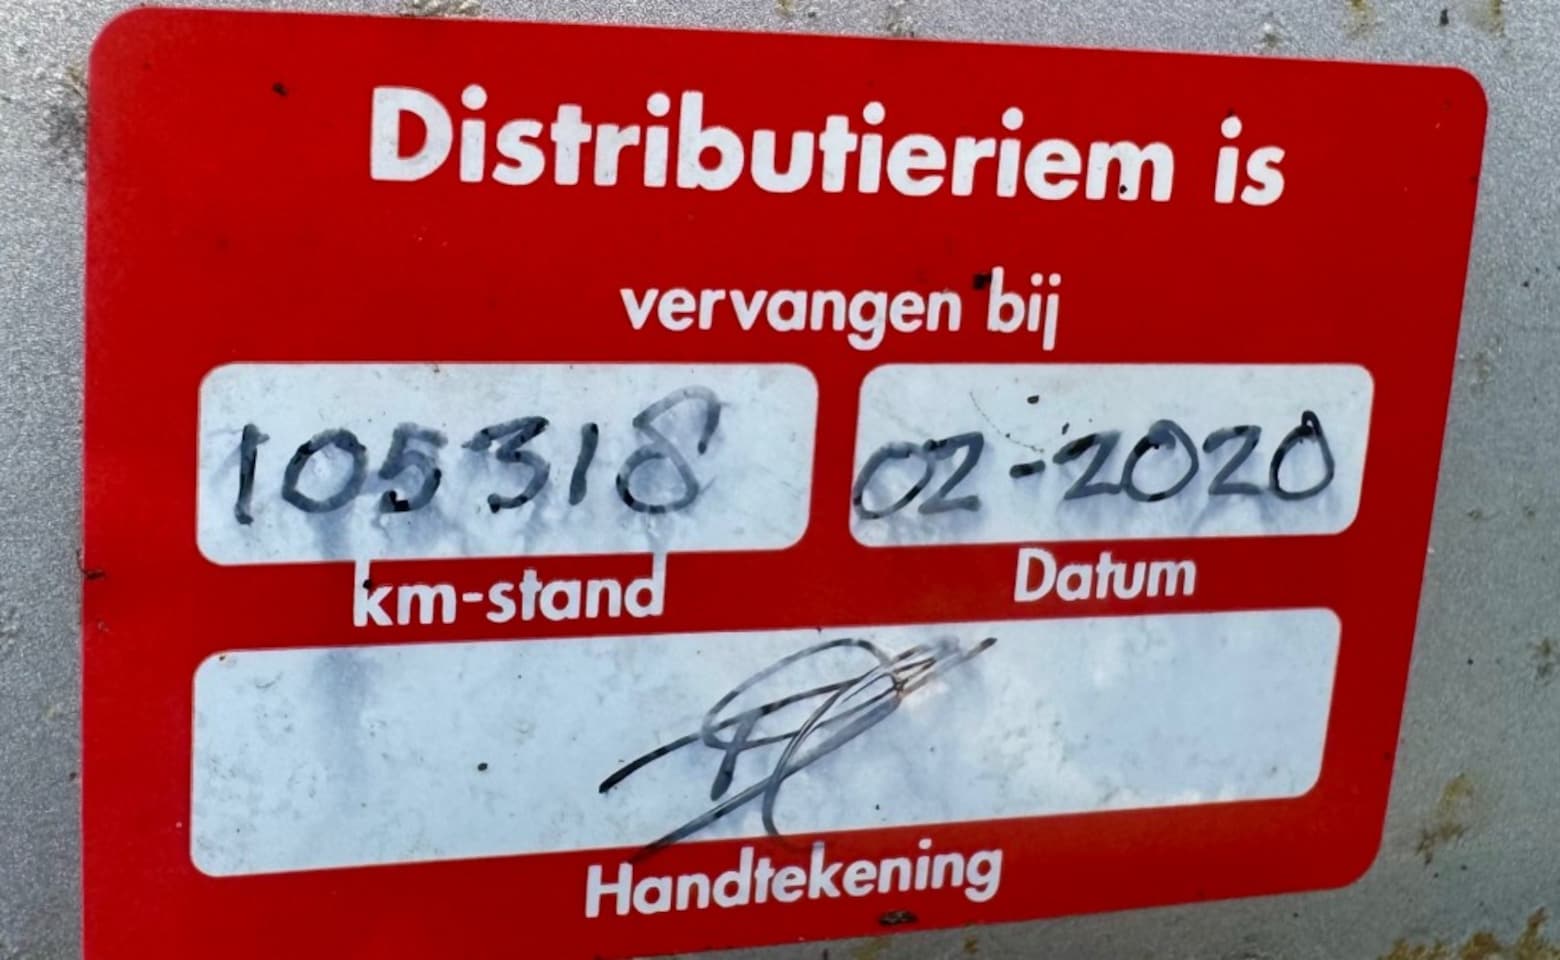 Distributieriem is
vervangen bij
105318 02-2020
km-stand Datum
Handtekening